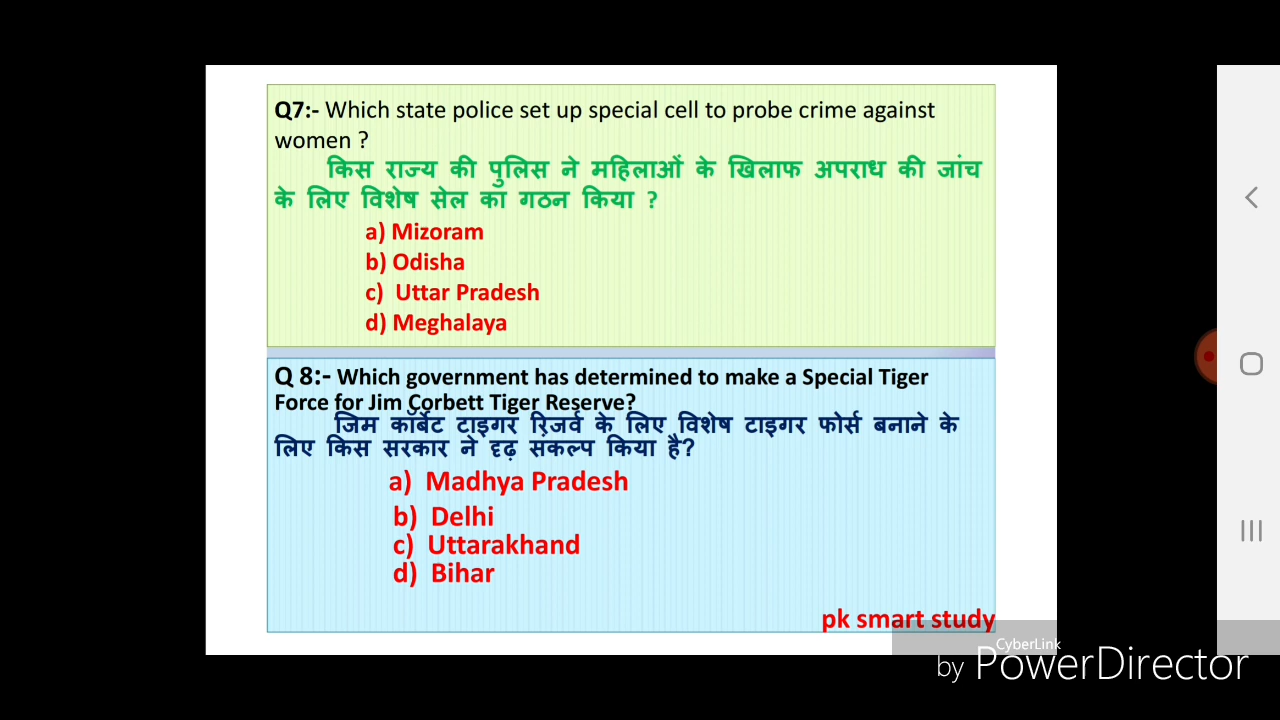 Q7:- Which state police set up special cell to probe crime against
women ?
किस राज्य की पुलिस ने महिलाओं के खिलाफ अपराध की जांच
के लिए विशेष सेल का गठन किया ?
a) Mizoram
b) Odisha
c) Uttar Pradesh
d) Meghalaya
Q 8:- Which government has determined to make a Special Tiger
Force for Jim Corbett Tiger Reserve?
जिम कॉर्बेट टाइगर रिज़र्व के लिए विशेष टाइगर फोर्स बनाने के
लिए किस सरकार ने दृढ़ संकल्प किया है?
a) Madhya Pradesh
b) Delhi
c) Uttarakhand
d) Bihar
pk smart study
CyberLink
by PowerDirector